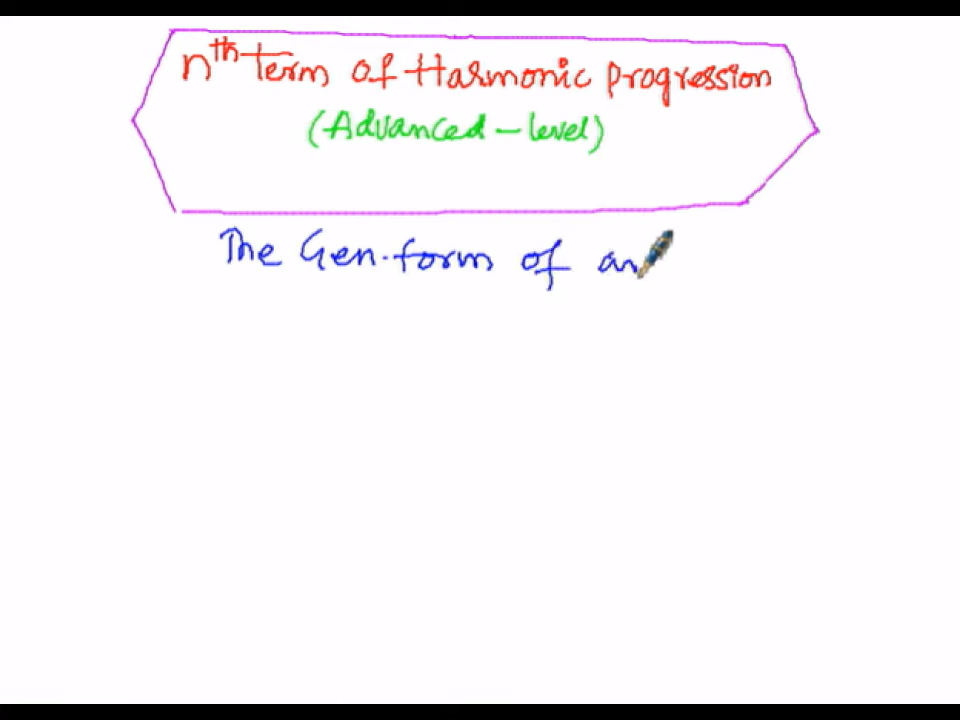 nth term of Harmonic progression
(Advanced-level)
The Gen.form of an